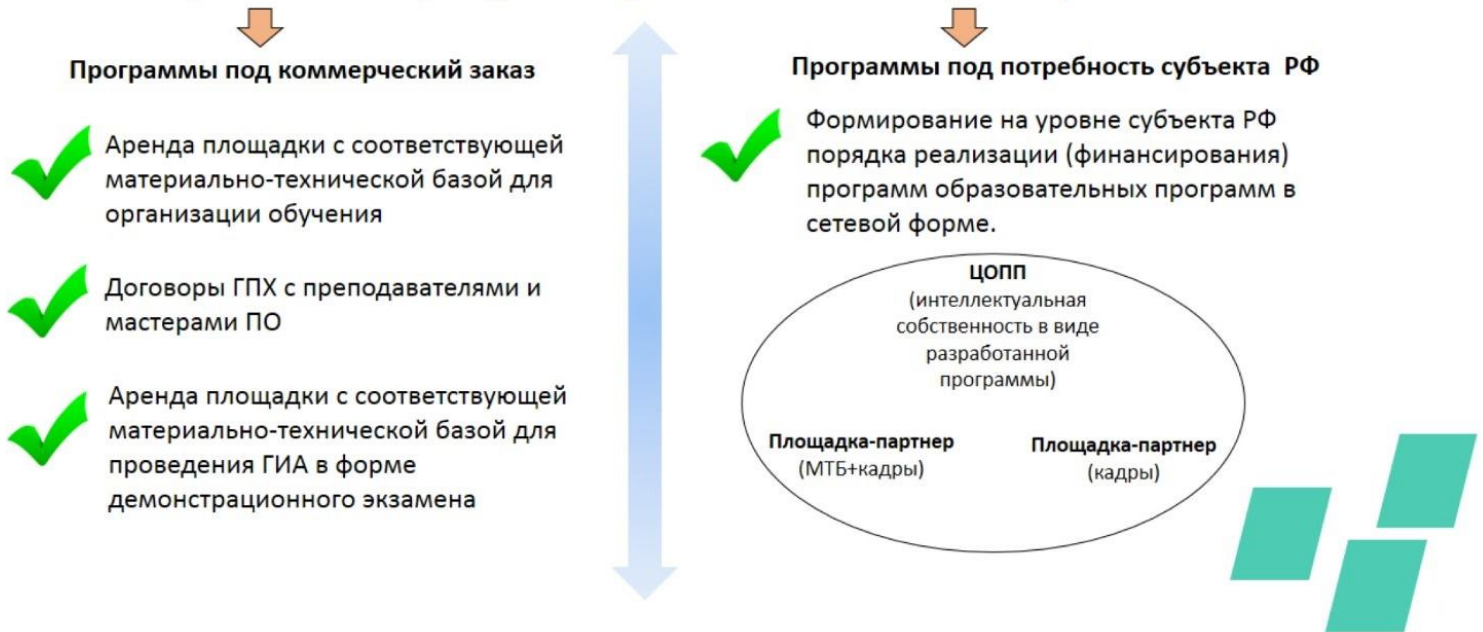 Программы под коммерческий заказ
Аренда площадки с соответствующей
материально-технической базой для
организации обучения
Договоры ГПХ с преподавателями и
мастерами ПО
Аренда площадки с соответствующей
материально-технической базой для
проведения ГИА в форме
демонстрационного экзамена
Программы под потребность субъекта РФ
Формирование на уровне субъекта РФ
порядка реализации (финансирования)
программ образовательных программ в
сетевой форме.
ЦОПП
(интеллектуальная
собственность в виде
разработанной
программы)
Площадка-партнер
(МТБ+кадры)
Площадка-партнер
(кадры)